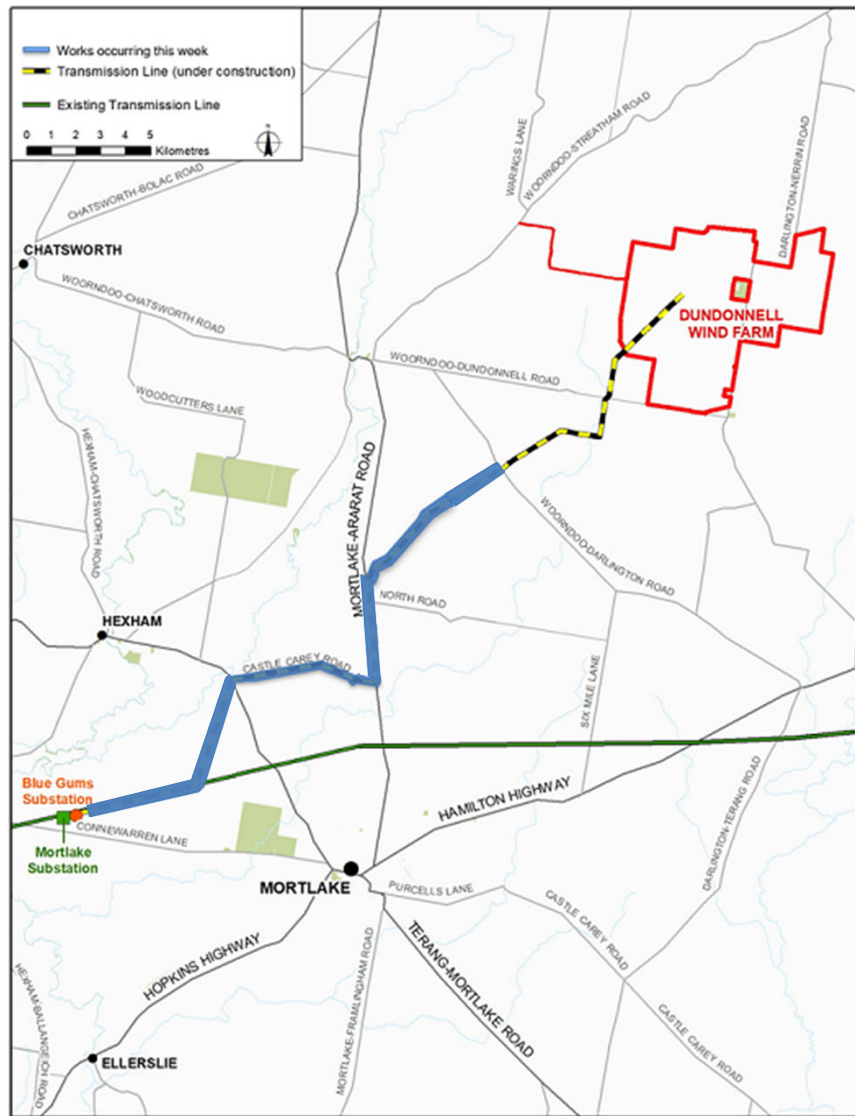 Works occurring this week
Transmission Line (under construction)
Existing Transmission Line
0 1 2 3 4 5
Kilometres
N
CHATSWORTH-BOLAC ROAD
WARINGS LANE
WOORNDOO-STREATHAM ROAD
DARLINGTON-NERRIN ROAD
CHATSWORTH
WOORNDOO-CHATSWORTH ROAD
DUNDONNELL
WIND FARM
WOORNDOO-DUNDONNELL ROAD
WOODCUTTERS LANE
HEXHAM-CHATSWORTH ROAD
MORTLAKE-ARARAT ROAD
WOORNDOO-DARLINGTON ROAD
NORTH ROAD
HEXHAM
CASTLE CAREY ROAD
SIX MILE LANE
Blue Gums
Substation
HAMILTON HIGHWAY
DARLINGTON-TERANG ROAD
CONNEWARREN LANE
Mortlake
Substation
MORTLAKE
PURCELLS LANE
CASTLE CAREY ROAD
TERANG-MORTLAKE ROAD
HOPKINS HIGHWAY
MORTLAKE-FRAMLINGHAM ROAD
HEXHAM-BALLANGEICH ROAD
CASTLE CAREY ROAD
ELLERSLIE